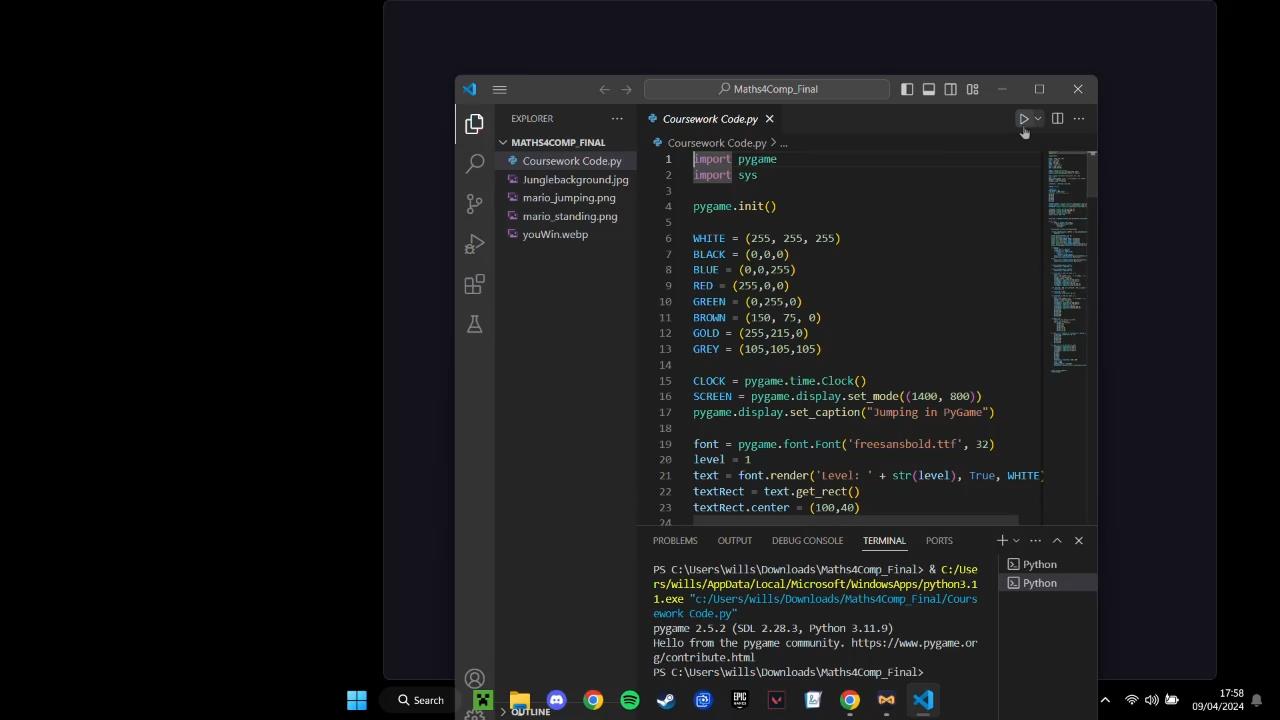 Maths4Comp_Final
EXPLORER
MATHS4COMP_FINAL
Coursework Code.py
Junglebackground.jpg
mario_jumping.png
mario_standing.png
youWin.webp
OUTLINE
Coursework Code.py
Coursework Code.py > ...
1 import pygame
2 import sys
3
4 pygame.init()
5
6 WHITE = (255, 255, 255)
7 BLACK = (0,0,0)
8 BLUE = (0,0,255)
9 RED = (255,0,0)
10 GREEN = (0,255,0)
11 BROWN = (150, 75, 0)
12 GOLD = (255,215,0)
13 GREY = (105,105,105)
14
15 CLOCK = pygame.time.Clock()
16 SCREEN = pygame.display.set_mode((1400, 800))
17 pygame.display.set_caption("Jumping in PyGame")
18
19 font = pygame.font.Font('freesansbold.ttf', 32)
20 level = 1
21 text = font.render('Level: ' + str(level), True, WHITE)
22 textRect = text.get_rect()
23 textRect.center = (100,40)
24
PROBLEMS OUTPUT DEBUG CONSOLE TERMINAL PORTS
PS C:\Users\wills\Downloads\Maths4Comp_Final> & C:/Use
rs/wills/AppData/Local/Microsoft/WindowsApps/python3.1
1.exe "c:/Users/wills/Downloads/Maths4Comp_Final/Cours
ework Code.py"
pygame 2.5.2 (SDL 2.28.3, Python 3.11.9)
Hello from the pygame community. https://www.pygame.or
g/contribute.html
PS C:\Users\wills\Downloads\Maths4Comp_Final>
Python
Python
Search
EPIC
GAMES
17:58
09/04/2024